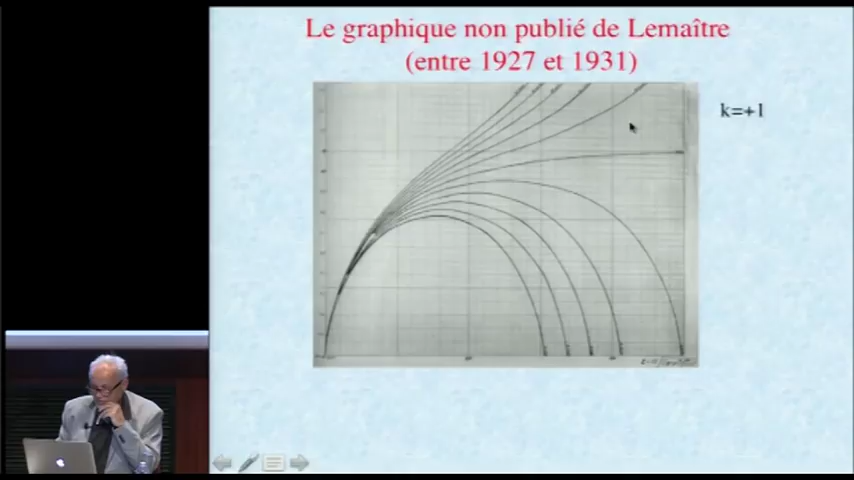 Le graphique non publié de Lemaître
(entre 1927 et 1931)
k=+1